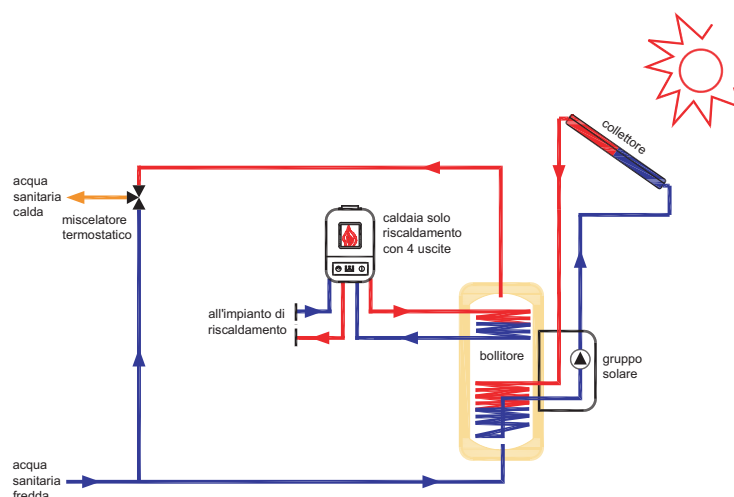 collettore
acqua
sanitaria
calda
miscelatore
termostatico
caldaia solo
riscaldamento
con 4 uscite
all'impianto di
riscaldamento
bollitore
gruppo
solare
acqua
sanitaria
fredda